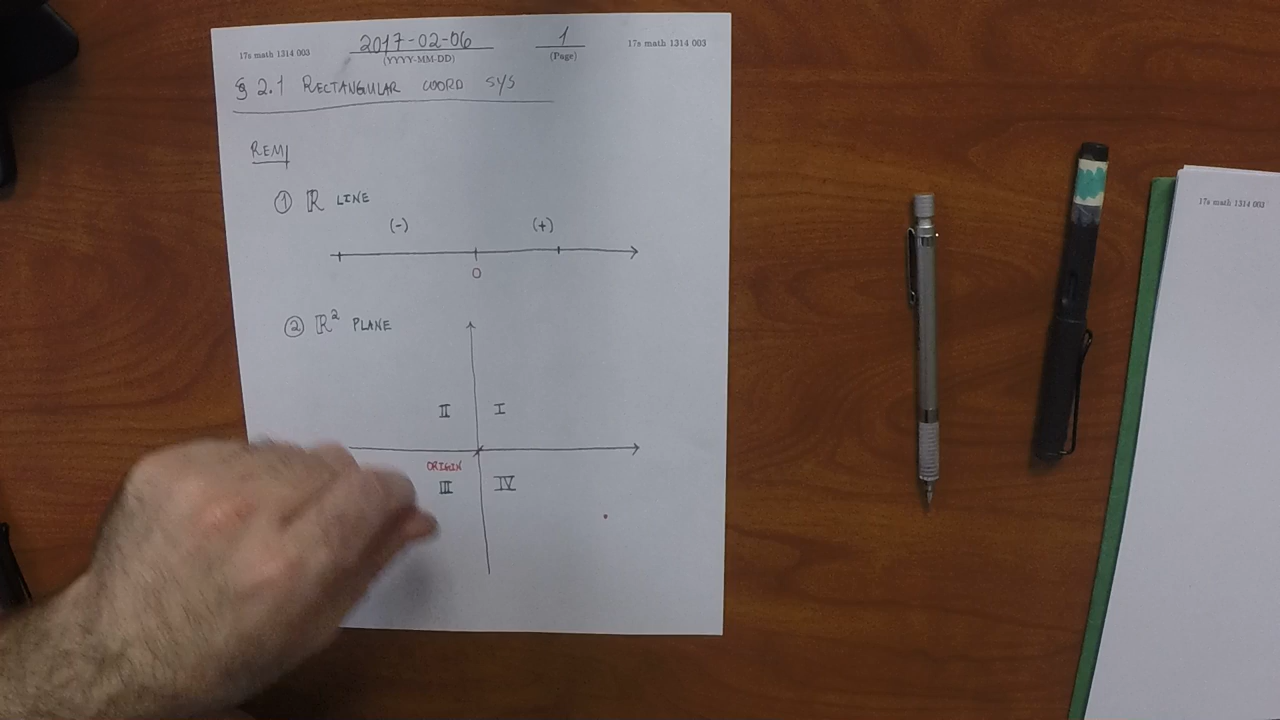 17s math 1314 003 2017-02-06 1 17s math 1314 003
(YYYY-MM-DD) (Page)
§ 2.1 RECTANGULAR COORD SYS
REM
① ℝ LINE
(-) (+)
0
② ℝ² PLANE
II I
ORIGIN
III IV
17s math 1314 003